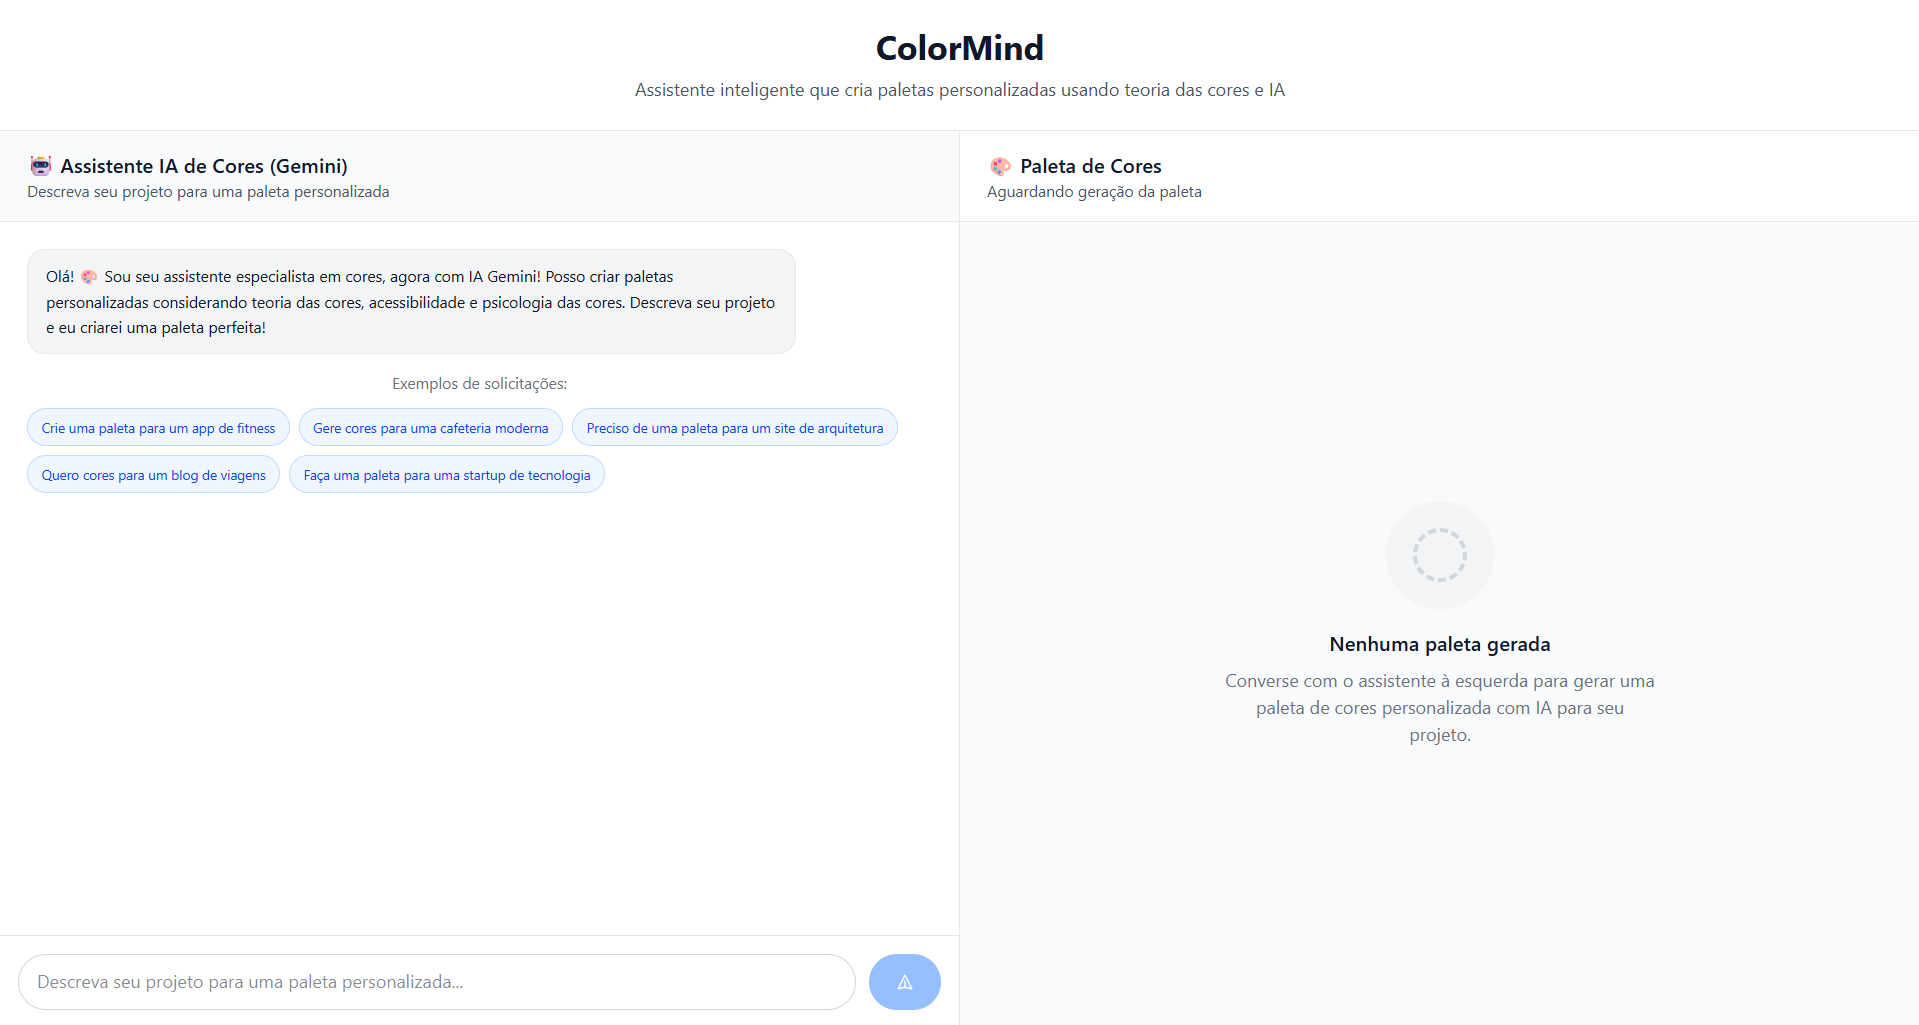 ColorMind
Assistente inteligente que cria paletas personalizadas usando teoria das cores e IA
Assistente IA de Cores (Gemini)
Descreva seu projeto para uma paleta personalizada
Olá! 🎨 Sou seu assistente especialista em cores, agora com IA Gemini! Posso criar paletas
personalizadas considerando teoria das cores, acessibilidade e psicologia das cores. Descreva seu projeto
e eu criarei uma paleta perfeita!
Exemplos de solicitações:
Crie uma paleta para um app de fitness
Gere cores para uma cafeteria moderna
Preciso de uma paleta para um site de arquitetura
Quero cores para um blog de viagens
Faça uma paleta para uma startup de tecnologia
Descreva seu projeto para uma paleta personalizada...
Paleta de Cores
Aguardando geração da paleta
Nenhuma paleta gerada
Converse com o assistente à esquerda para gerar uma
paleta de cores personalizada com IA para seu
projeto.